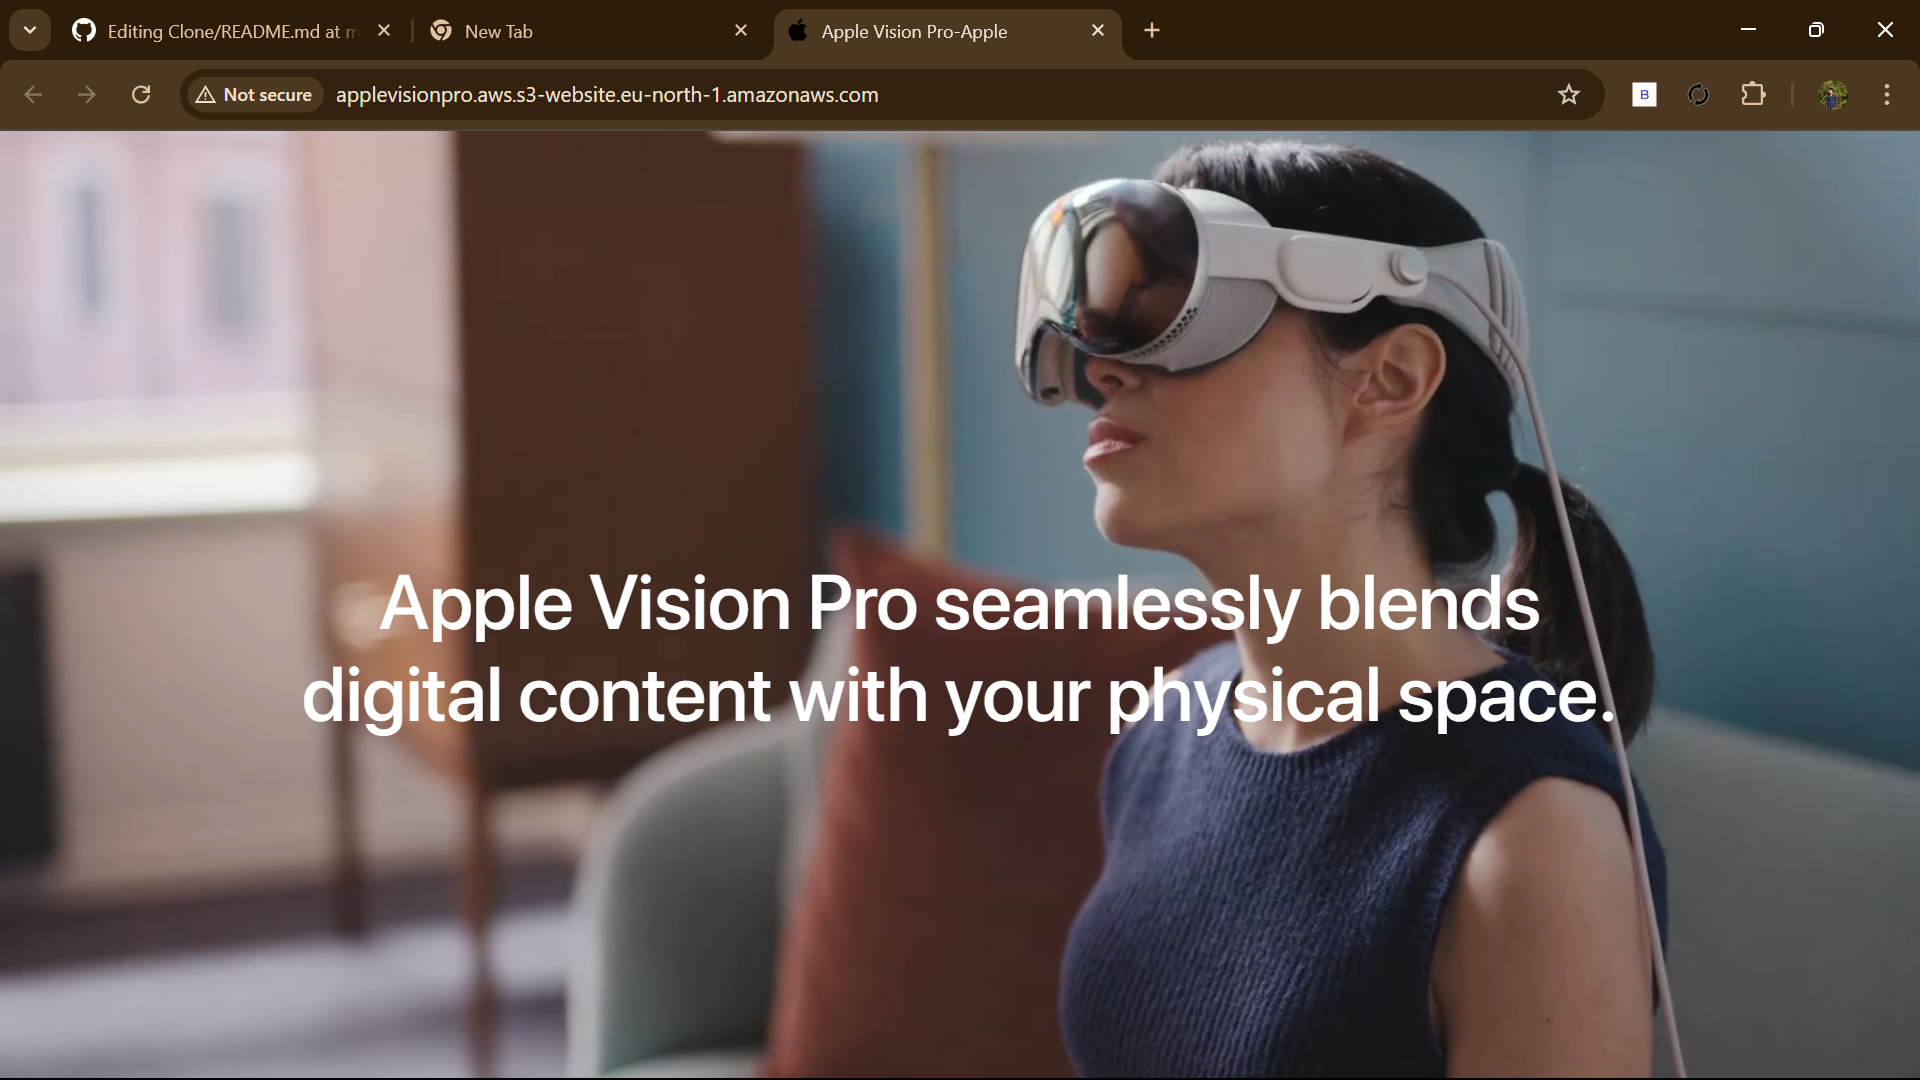 Editing Clone/README.md at m
New Tab
Apple Vision Pro-Apple
Not secure
applevisionpro.aws.s3-website.eu-north-1.amazonaws.com
B
Apple Vision Pro seamlessly blends
digital content with your physical space.